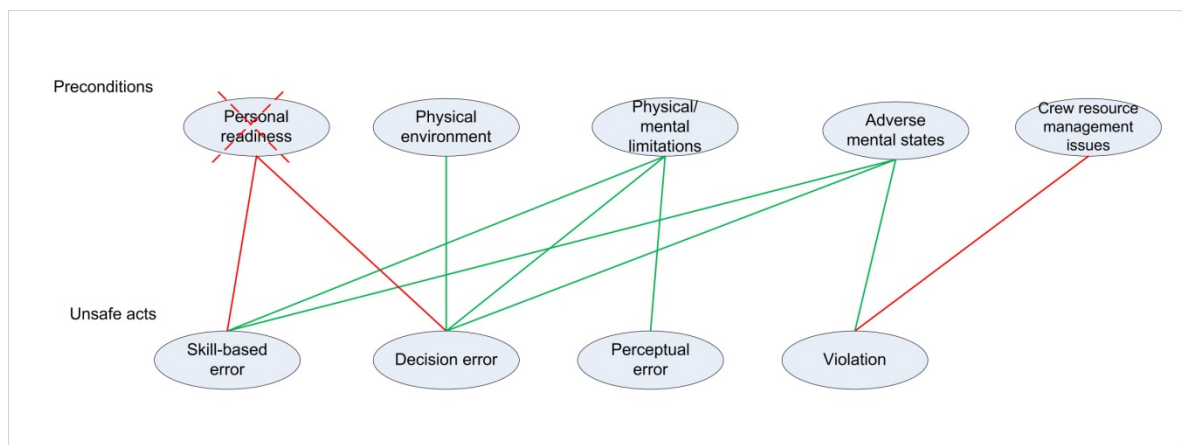 Preconditions
Personal
readiness
Physical
environment
Physical/
mental
limitations
Adverse
mental states
Crew resource
management
issues
Unsafe acts
Skill-based
error
Decision error
Perceptual
error
Violation